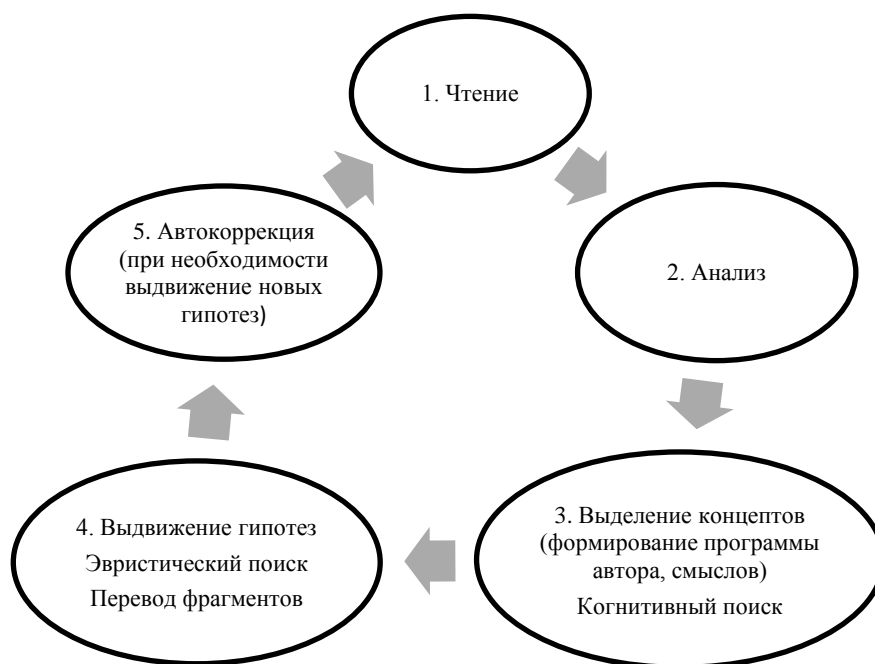 1. Чтение
2. Анализ
3. Выделение концептов
(формирование программы
автора, смыслов)
Когнитивный поиск
4. Выдвижение гипотез
Эвристический поиск
Перевод фрагментов
5. Автокоррекция
(при необходимости
выдвижение новых
гипотез)